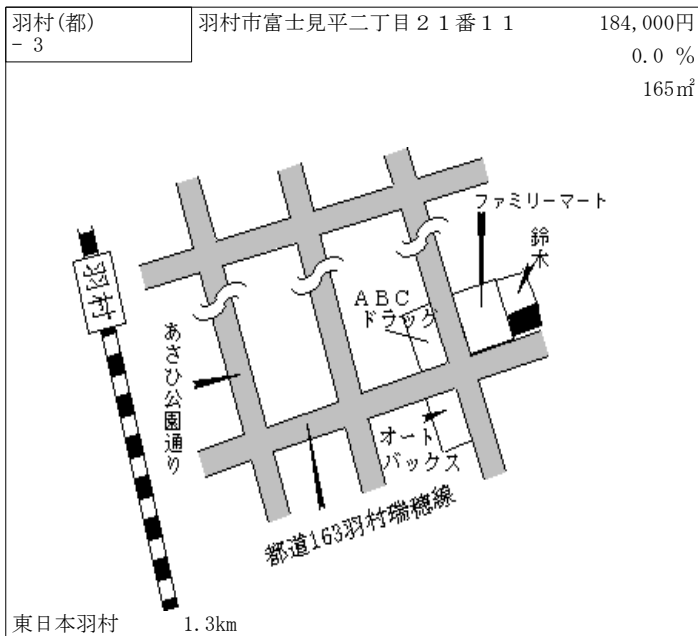 羽村(都)
- 3
羽村市富士見平二丁目２１番１１
184,000円
0.0 %
165㎡
ファミリーマート
鈴木
羽村
ＡＢＣ
ドラッグ
あさひ公園通り
オート
バックス
都道163羽村瑞穂線
東日本羽村
1.3km